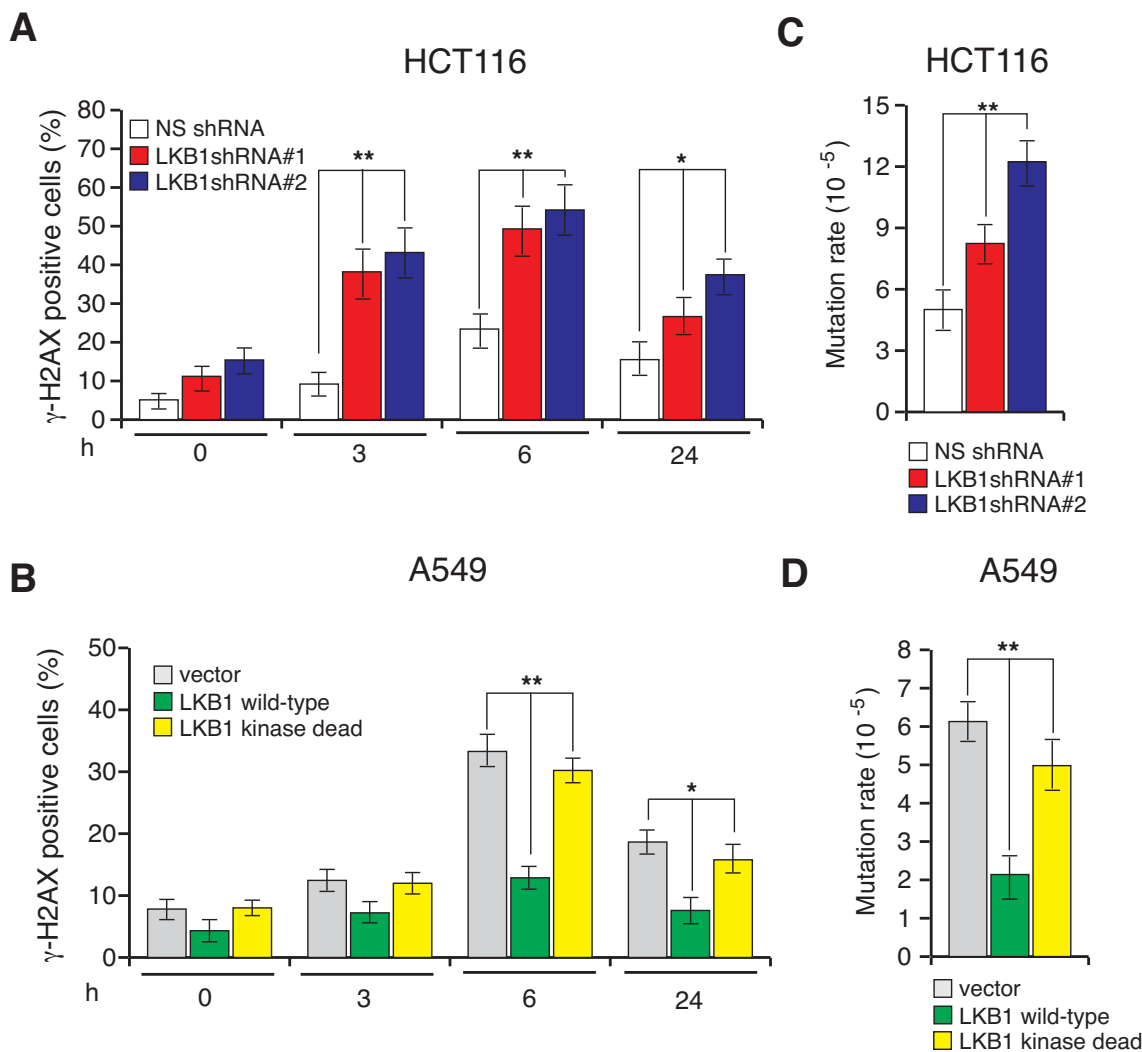 A
HCT116
γ-H2AX positive cells (%)
80
70
60
50
40
30
20
10
0
NS shRNA
LKB1shRNA#1
LKB1shRNA#2
**
**
*
h
0
3
6
24
C
HCT116
Mutation rate (10 -5)
15
12
9
6
3
0
**
NS shRNA
LKB1shRNA#1
LKB1shRNA#2
B
A549
γ-H2AX positive cells (%)
50
40
30
20
10
0
vector
LKB1 wild-type
LKB1 kinase dead
**
*
h
0
3
6
24
D
A549
Mutation rate (10 -5)
8
7
6
5
4
3
2
1
0
**
vector
LKB1 wild-type
LKB1 kinase dead